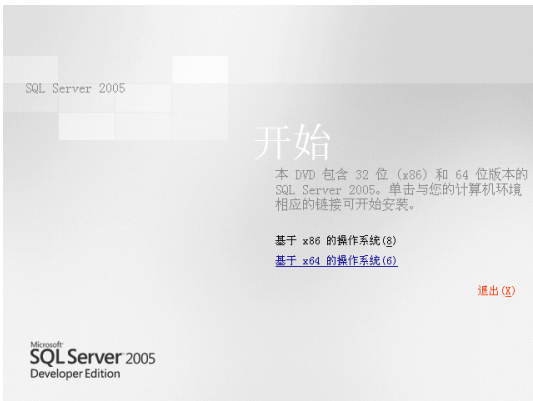 SQL Server 2005
开始
本 DVD 包含 32 位 (x86) 和 64 位版本的
SQL Server 2005。单击与您的计算机环境
相应的链接可开始安装。
基于 x86 的操作系统(8)
基于 x64 的操作系统(6)
退出(X)
Microsoft
SQL Server 2005
Developer Edition